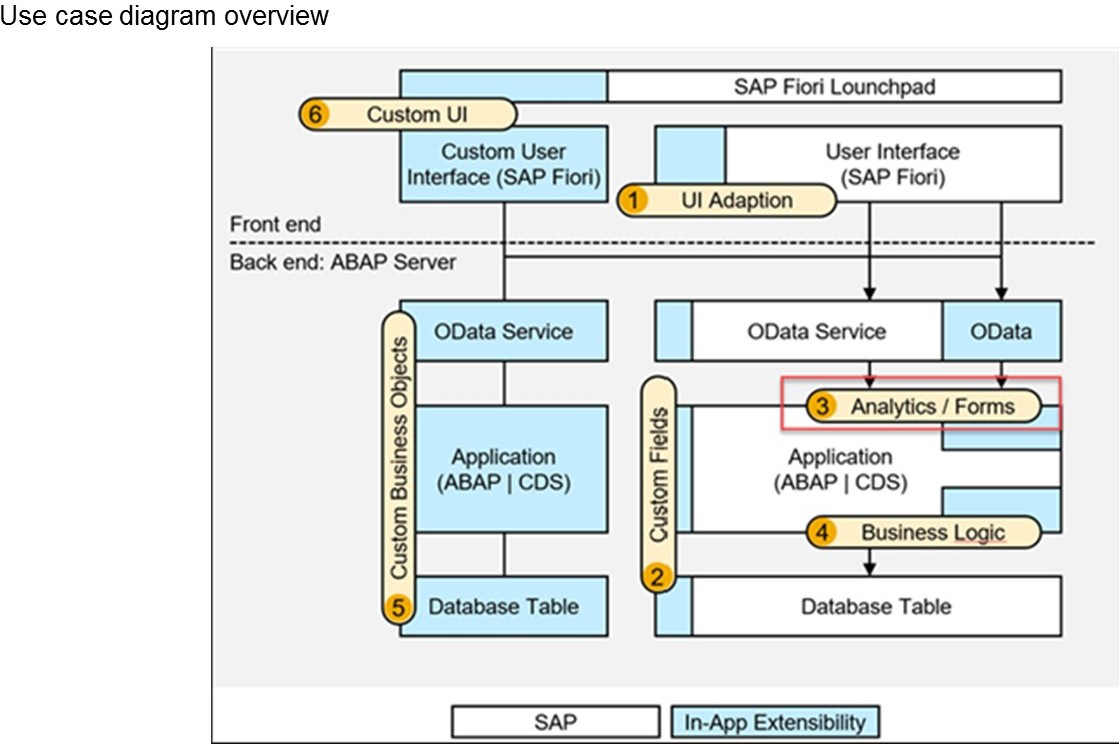 Use case diagram overview
SAP Fiori Lounchpad
6 Custom UI
Custom User
Interface (SAP Fiori)
User Interface
(SAP Fiori)
1 UI Adaption
Front end
Back end: ABAP Server
OData Service
OData Service
OData
3 Analytics / Forms
Custom Business Objects
5
Custom Fields
2
Application
(ABAP | CDS)
Application
(ABAP | CDS)
4 Business Logic
Database Table
Database Table
SAP
In-App Extensibility